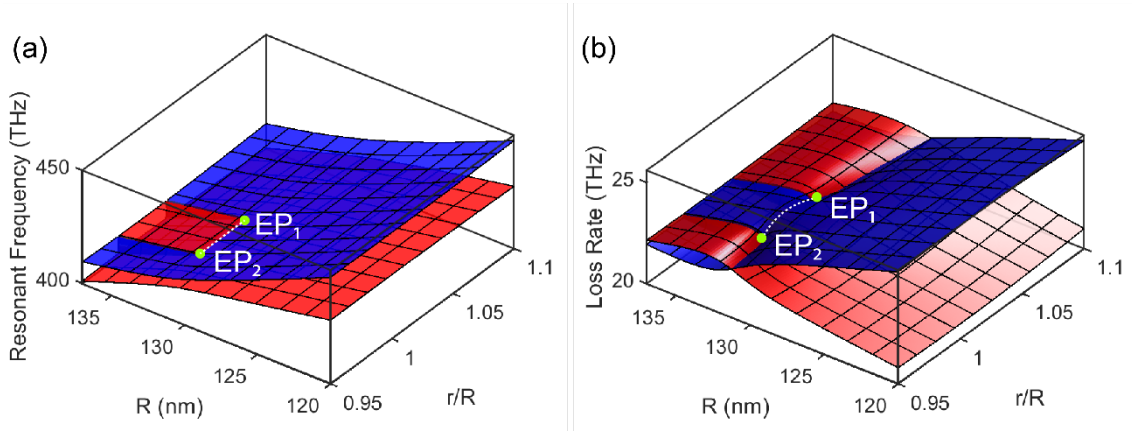 (a)
Resonant Frequency (THz)
450
400
EP1
EP2
135
130
125
120
R (nm)
0.95
1
1.05
1.1
r/R
(b)
Loss Rate (THz)
25
20
EP1
EP2
135
130
125
120
R (nm)
0.95
1
1.05
1.1
r/R